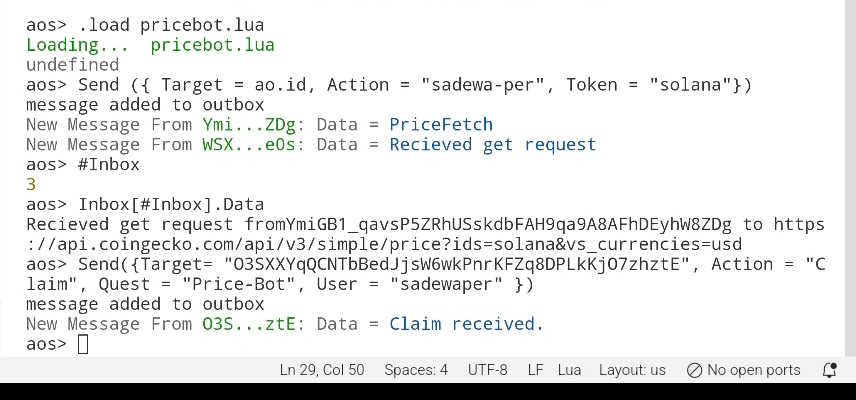 aos> .load pricebot.lua
Loading...  pricebot.lua
undefined
aos> Send ({ Target = ao.id, Action = "sadewa-per", Token = "solana"})
message added to outbox
New Message From Ymi...ZDg: Data = PriceFetch
New Message From WSX...e0s: Data = Recieved get request
aos> #Inbox
3
aos> Inbox[#Inbox].Data
Recieved get request fromYmiGB1_qavsP5ZRhUSskdbFAH9qa9A8AFhDEyhW8ZDg to https
://api.coingecko.com/api/v3/simple/price?ids=solana&vs_currencies=usd
aos> Send({Target= "O3SXXYqQCNTbBedJjsW6wkPnrKFZq8DPLkKjO7zhztE", Action = "C
laim", Quest = "Price-Bot", User = "sadewaper" })
message added to outbox
New Message From O3S...ztE: Data = Claim received.
aos>
Ln 29, Col 50 Spaces: 4 UTF-8 LF Lua Layout: us No open ports